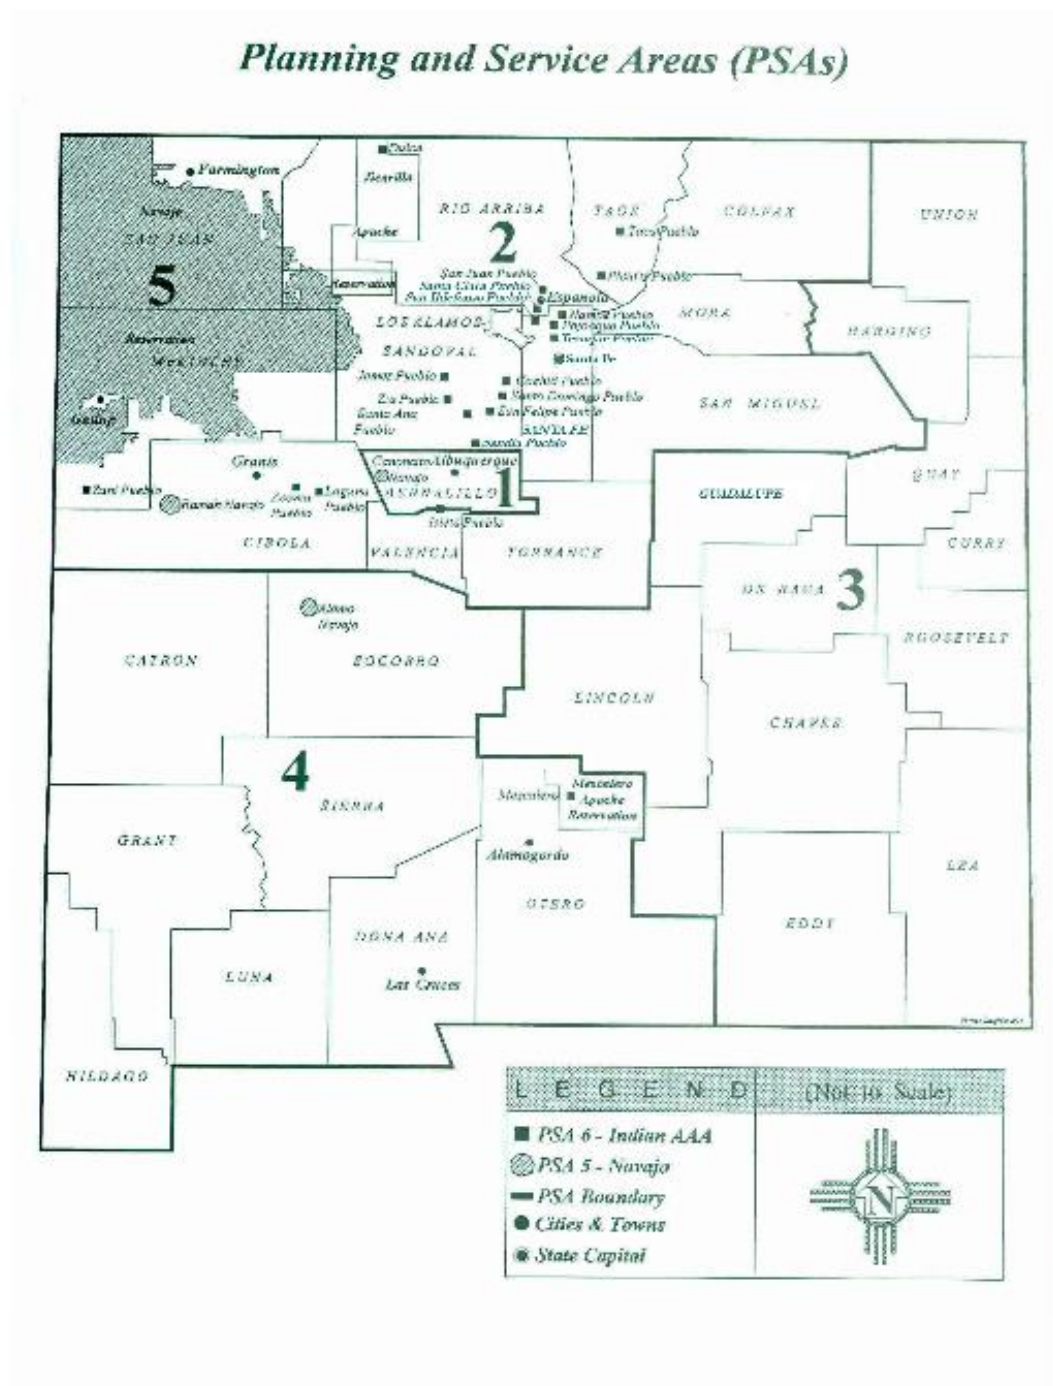 Planning and Service Areas (PSAs)
Dulce
Farmington
Jicarilla
Navajo
RIO ARRIBA
TAOS
COLFAX
UNION
SAN JUAN
Apache
2
Taos Pueblo
5
Reservation
San Juan Pueblo
Santa Clara Pueblo
San Ildefonso Pueblo
Picuris Pueblo
Espanola
Nambe Pueblo
Pojoaque Pueblo
Tesuque Pueblo
MORA
HARDING
LOS ALAMOS
Reservation
McKINLEY
SANDOVAL
Santa Fe
Jemez Pueblo
Cochiti Pueblo
Zia Pueblo
Santo Domingo Pueblo
Santa Ana
Pueblo
San Felipe Pueblo
SAN MIGUEL
Gallup
SANTA FE
Sandia Pueblo
Grants
Canoncito
Navajo
Albuquerque
1
QUAY
Zuni Pueblo
Ramah Navajo
Acoma
Pueblo
Laguna
Pueblo
BERNALILLO
GUADALUPE
Isleta Pueblo
CIBOLA
VALENCIA
TORRANCE
CURRY
DE BACA
3
Alamo
Navajo
ROOSEVELT
CATRON
SOCORRO
LINCOLN
CHAVES
4
SIERRA
Mescalero
Mescalero
Apache
Reservation
GRANT
Alamogordo
LEA
OTERO
EDDY
DONA ANA
LUNA
Las Cruces
HILDAGO
LEGEND
(Not to Scale)
PSA 6 - Indian AAA
PSA 5 - Navajo
PSA Boundary
Cities & Towns
State Capital
N